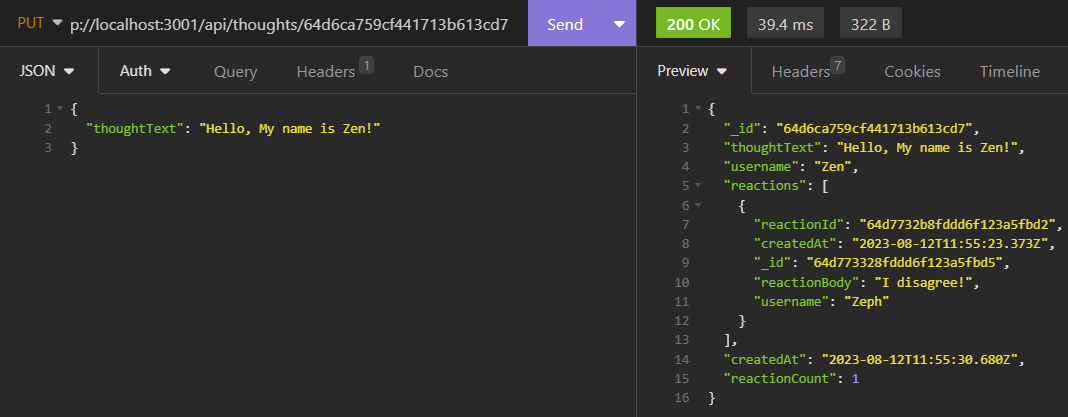 PUT p://localhost:3001/api/thoughts/64d6ca759cf441713b613cd7 Send
JSON Auth Query Headers 1 Docs
1 {
2 "thoughtText": "Hello, My name is Zen!"
3 }
200 OK 39.4 ms 322 B
Preview Headers 7 Cookies Timeline
1 {
2 "_id": "64d6ca759cf441713b613cd7",
3 "thoughtText": "Hello, My name is Zen!",
4 "username": "Zen",
5 "reactions": [
6 {
7 "reactionId": "64d7732b8fddd6f123a5fbd2",
8 "createdAt": "2023-08-12T11:55:23.373Z",
9 "_id": "64d773328fddd6f123a5fbd5",
10 "reactionBody": "I disagree!",
11 "username": "Zeph"
12 }
13 ],
14 "createdAt": "2023-08-12T11:55:30.680Z",
15 "reactionCount": 1
16 }